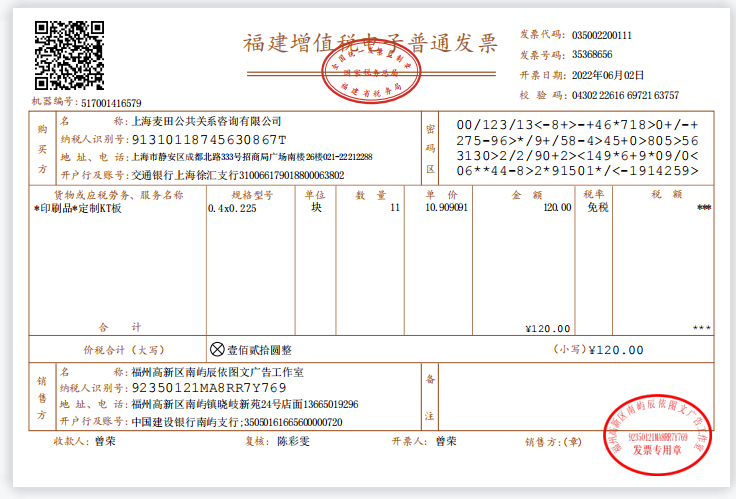 福建增值税电子普通发票
全国统一发票监制章
国家税务总局
福建省税务局
发票代码: 035002200111
发票号码: 35368656
开票日期: 2022年06月02日
校 验 码: 04302 22616 69721 63757
机器编号: 517001416579
购买方
名 称: 上海麦田公共关系咨询有限公司
纳税人识别号: 91310118745630867T
地 址、电 话: 上海市静安区成都北路333号招商局广场南楼26楼021-22212288
开户行及账号: 交通银行上海徐汇支行310066179018800063802
密码区
00/123/13<-8+>-+46*718>0+/-+
275-96>*/9+/58-4>45+0>805>56
3130>2/2/90+2><149*6+9*09/0<
06**44-8>2*91501*/<-1914259>
货物或应税劳务、服务名称 规格型号 单位 数 量 单 价 金 额 税率 税 额
*印刷品*定制KT板 0.4x0.225 块 11 10.909091 120.00 免税 ***
合 计 ¥120.00 ***
价税合计（大写） ⊗壹佰贰拾圆整 (小写)¥120.00
销售方
名 称: 福州高新区南屿辰依图文广告工作室
纳税人识别号: 92350121MA8RR7Y769
地 址、电 话: 福州高新区南屿镇晓岐新苑24号店面13665019296
开户行及账号: 中国建设银行南屿支行;35050161665600000720
备注
收款人: 曾荣 复核: 陈彩雯 开票人: 曾荣 销售方:(章)
福州高新区南屿辰依图文广告工作室
92350121MA8RR7Y769
发票专用章